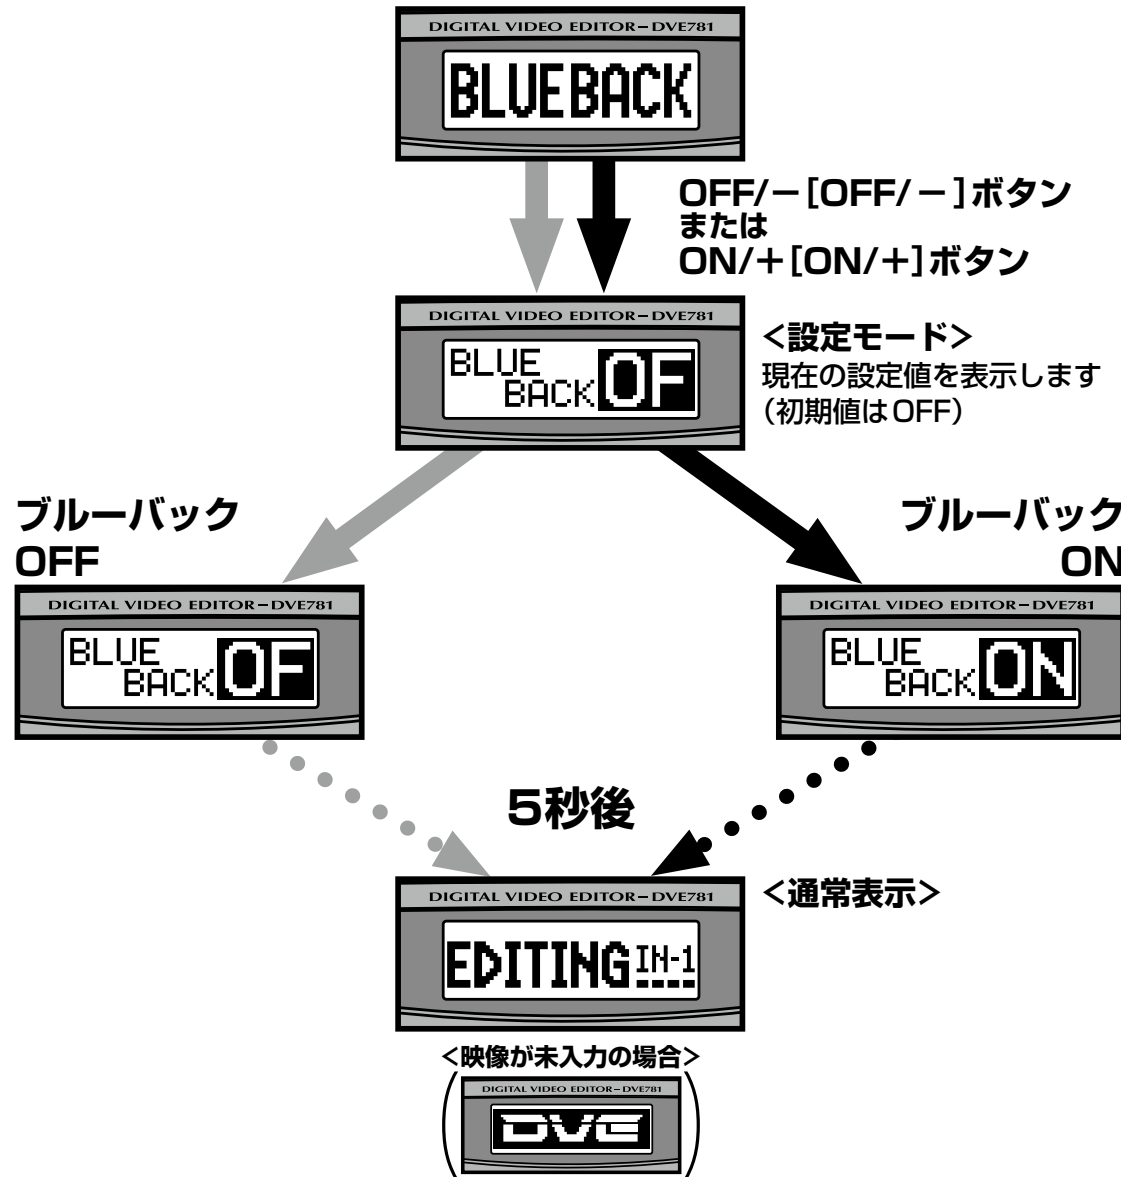 DIGITAL VIDEO EDITOR-DVE781
BLUEBACK
OFF/ー[OFF/ー]ボタン
または
ON/+[ON/+]ボタン
DIGITAL VIDEO EDITOR-DVE781
BLUE
BACK OF
<設定モード>
現在の設定値を表示します
(初期値はOFF)
ブルーバック
OFF
ブルーバック
ON
DIGITAL VIDEO EDITOR-DVE781
BLUE
BACK OF
DIGITAL VIDEO EDITOR-DVE781
BLUE
BACK ON
5秒後
DIGITAL VIDEO EDITOR-DVE781
EDITING IN-1
<通常表示>
<映像が未入力の場合>
DIGITAL VIDEO EDITOR-DVE781
DVE